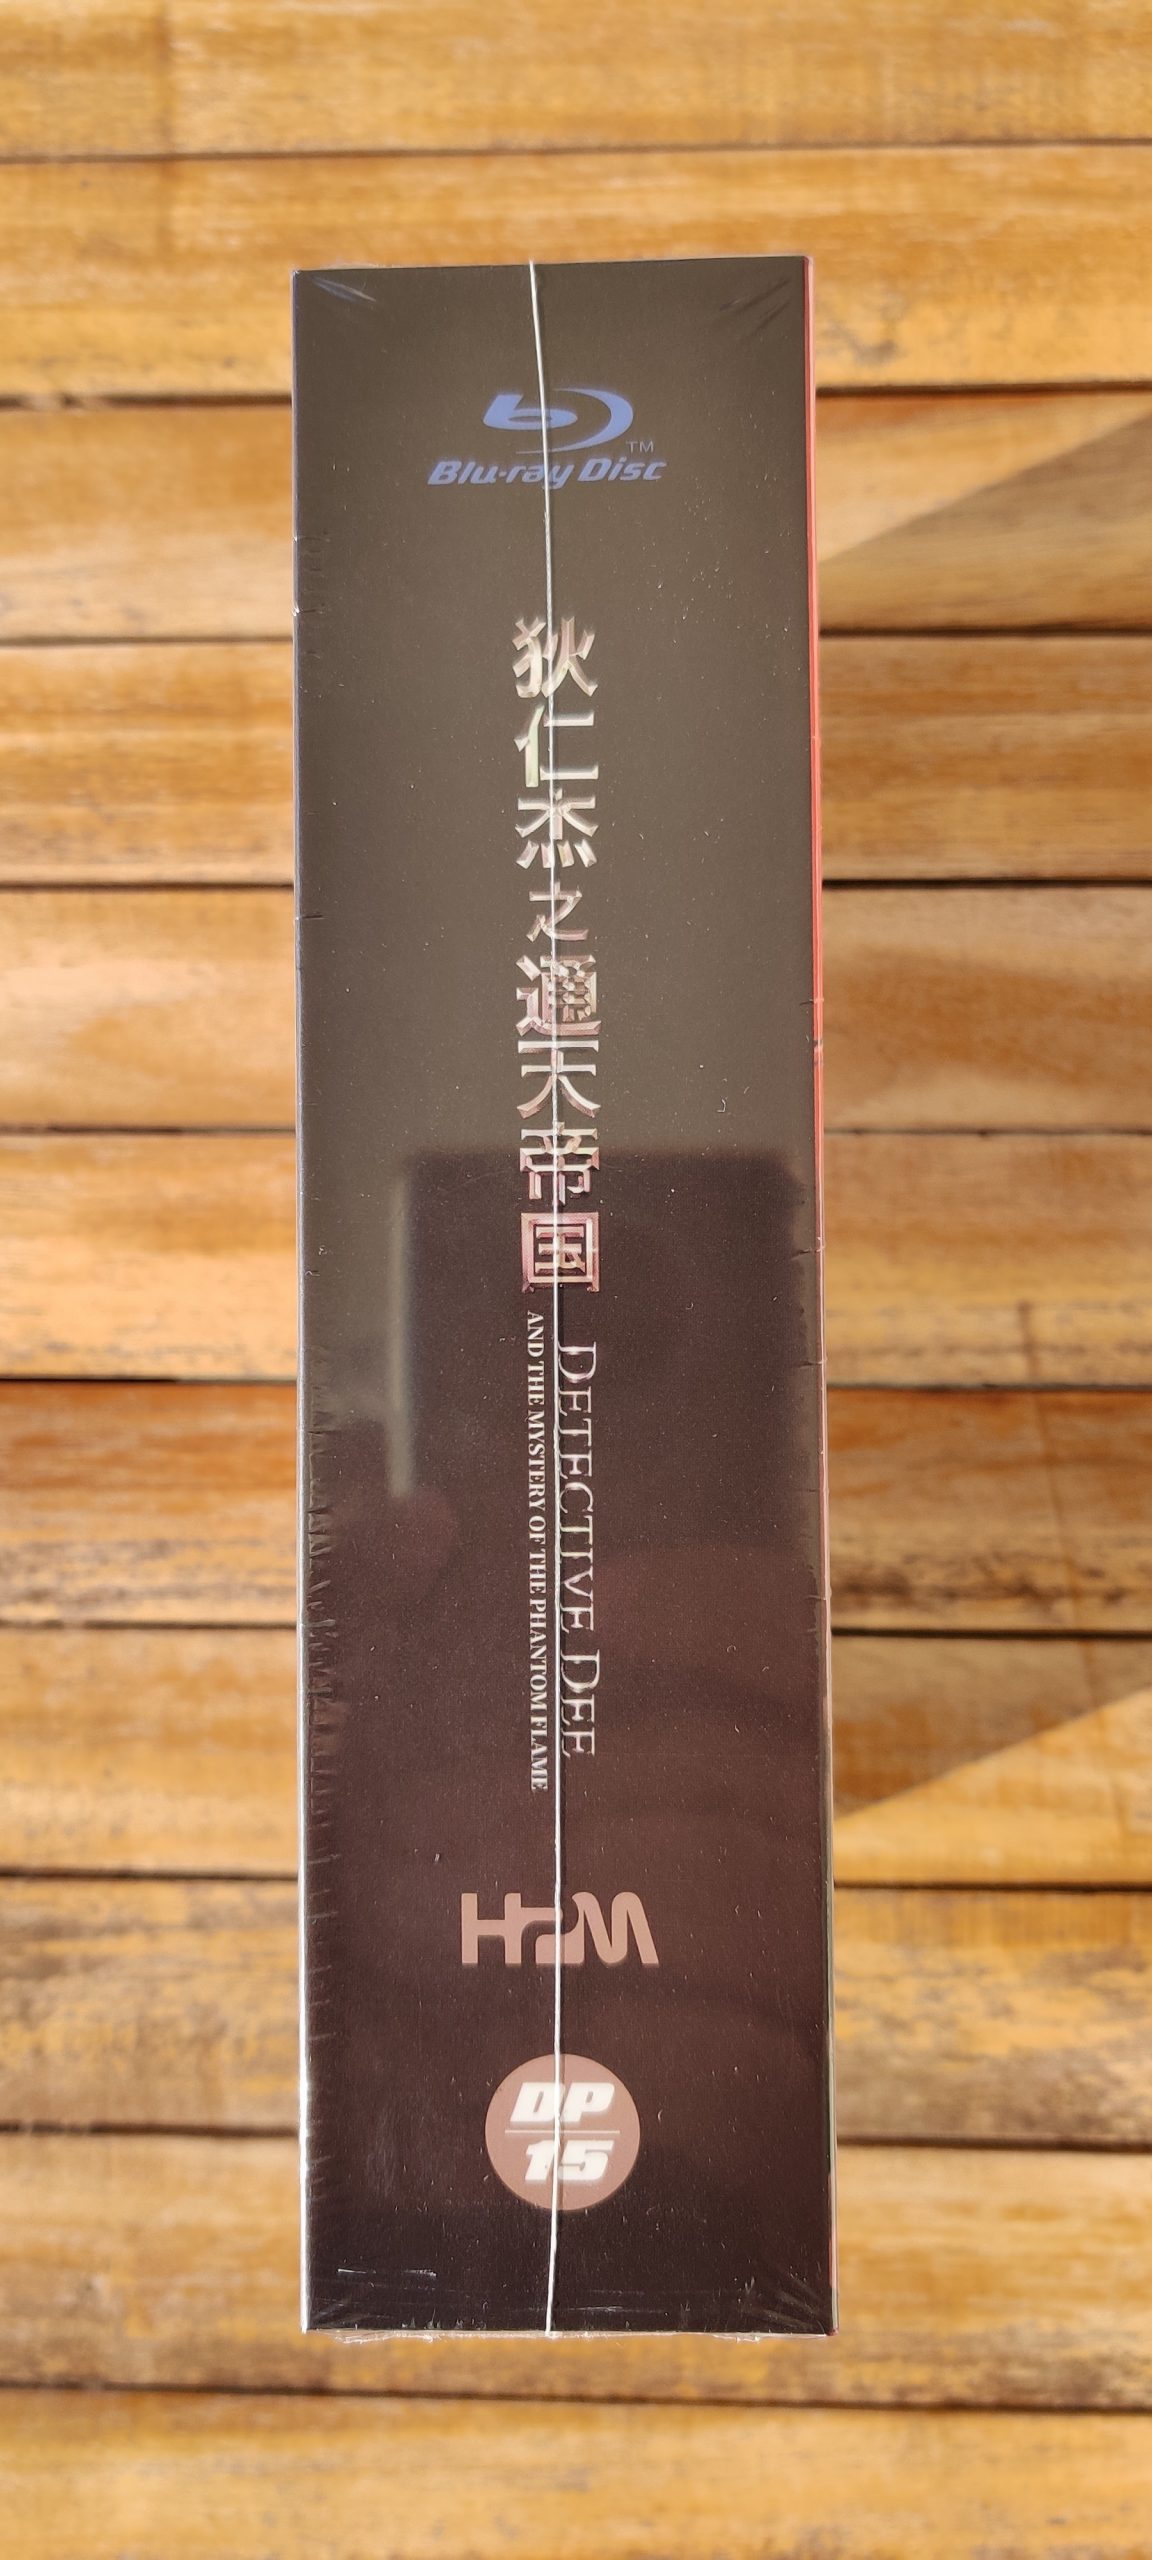 Blu-ray Disc
TM
狄仁杰之通天帝国
DETECTIVE DEE
AND THE MYSTERY OF THE PHANTOM FLAME
HDM
DP
15